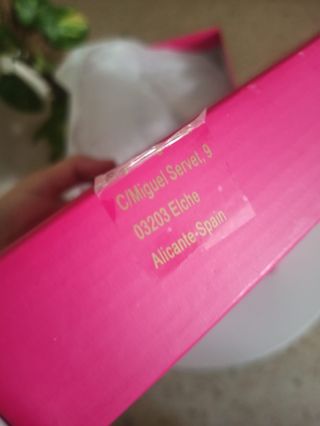 C/Miguel Servet, 9
03203 Elche
Alicante-Spain